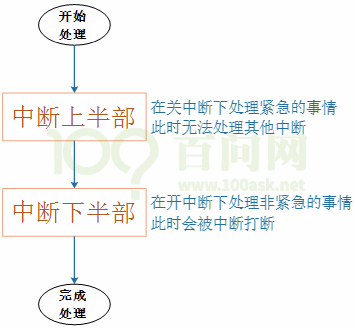 开始
处理
中断上半部
在关中断下处理紧急的事情
此时无法处理其他中断
百问网
www.100ask.net
中断下半部
在开中断下处理非紧急的事情
此时会被中断打断
完成
处理